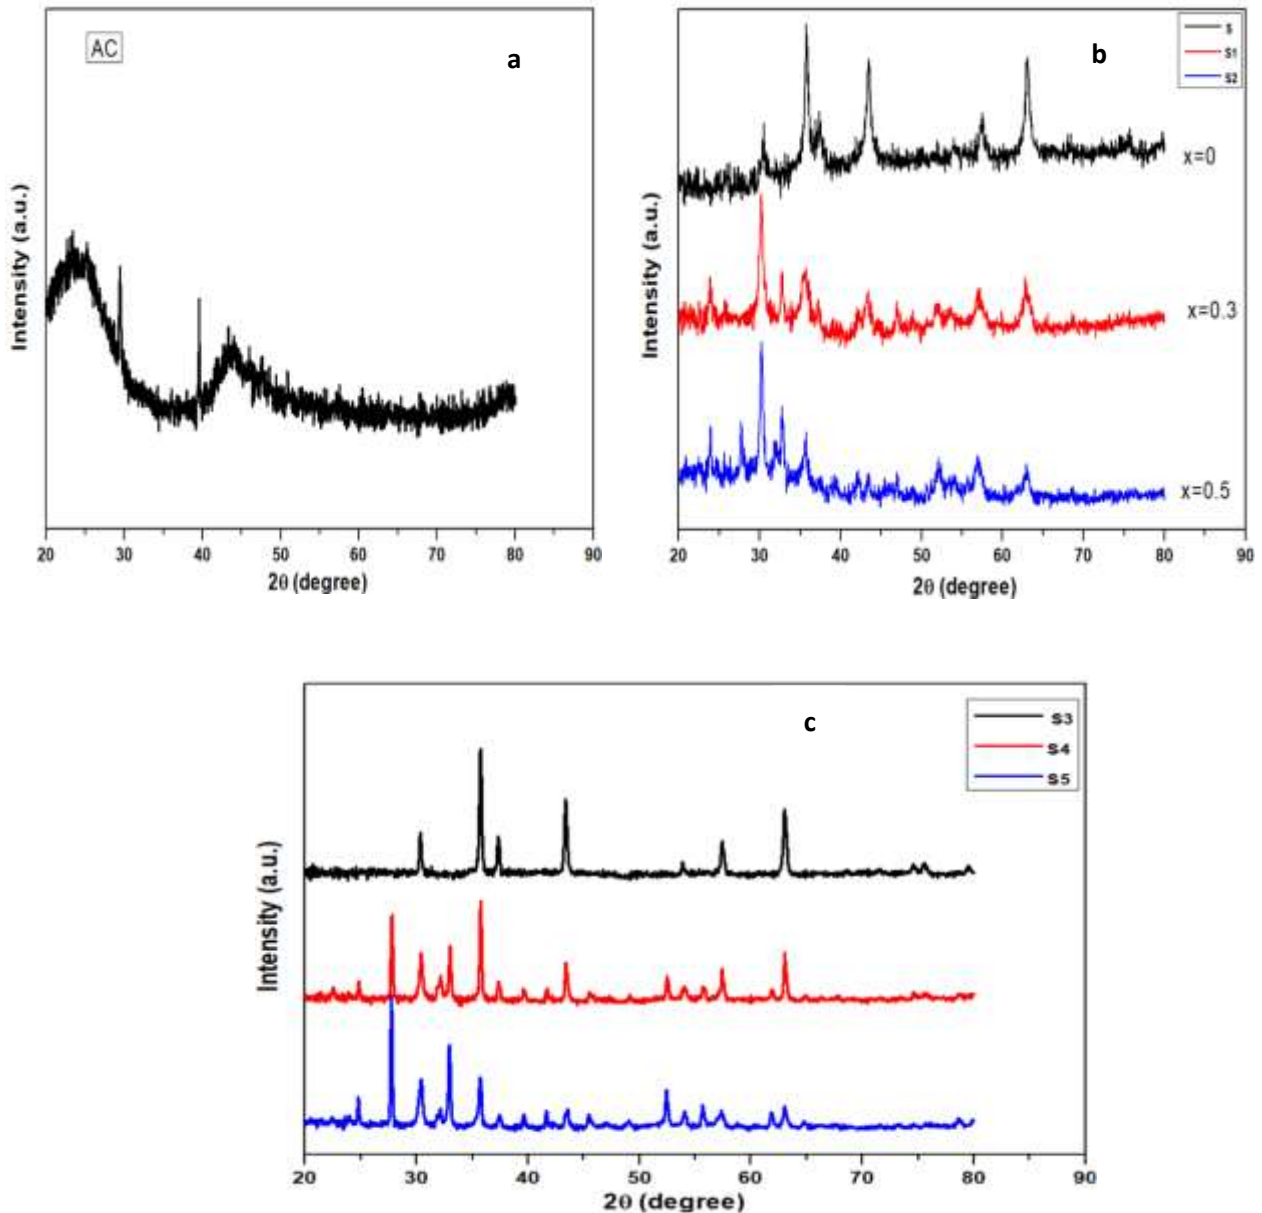 AC
a
Intensity (a.u.)
20 30 40 50 60 70 80 90
2θ (degree)
b
S
S1
S2
x=0
x=0.3
x=0.5
Intensity (a.u.)
20 30 40 50 60 70 80 90
2θ (degree)
c
S3
S4
S5
Intensity (a.u.)
20 30 40 50 60 70 80 90
2θ (degree)